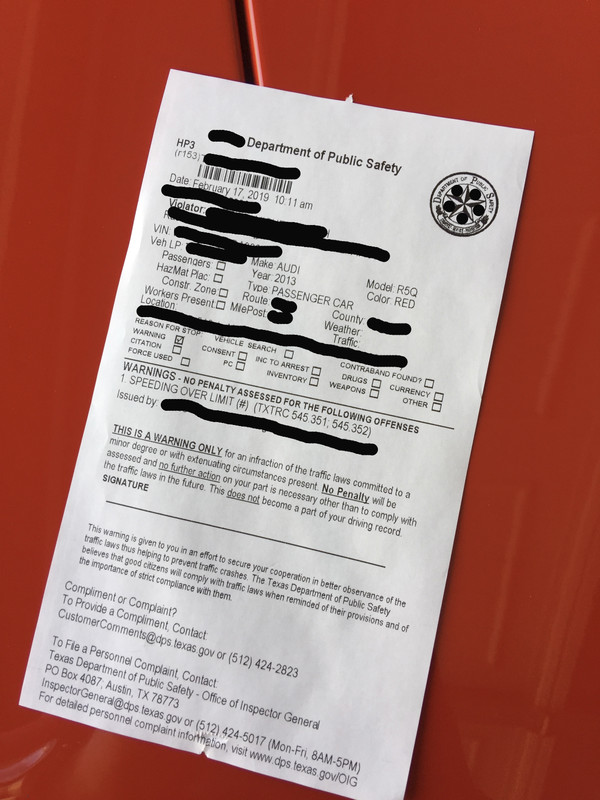 HP3 Department of Public Safety
(r153)
Date: February 17, 2019 10:11 am
Violator:
VIN:
Veh LP: Make: AUDI Model: R5Q
Passengers: Year: 2013 Color: RED
HazMat Plac: Type: PASSENGER CAR
Constr. Zone Route: County:
Workers Present MilePost: Weather:
Location: Traffic:
REASON FOR STOP: VEHICLE SEARCH CONTRABAND FOUND?
WARNING CONSENT INC TO ARREST DRUGS CURRENCY
CITATION PC INVENTORY WEAPONS OTHER
FORCE USED
WARNINGS - NO PENALTY ASSESSED FOR THE FOLLOWING OFFENSES
1. SPEEDING OVER LIMIT (#) (TXTRC 545.351; 545.352)
Issued by:
THIS IS A WARNING ONLY for an infraction of the traffic laws committed to a
minor degree or with extenuating circumstances present. No Penalty will be
assessed and no further action on your part is necessary other than to comply with
the traffic laws in the future. This does not become a part of your driving record.
SIGNATURE
This warning is given to you in an effort to secure your cooperation in better observance of the
traffic laws thus helping to prevent traffic crashes. The Texas Department of Public Safety
believes that good citizens will comply with traffic laws when reminded of their provisions and of
the importance of strict compliance with them.
Compliment or Complaint?
To Provide a Compliment, Contact:
CustomerComments@dps.texas.gov or (512) 424-2823
To File a Personnel Complaint, Contact:
Texas Department of Public Safety - Office of Inspector General
PO Box 4087, Austin, TX 78773
InspectorGeneral@dps.texas.gov or (512) 424-5017 (Mon-Fri, 8AM-5PM)
For detailed personnel complaint information, visit www.dps.texas.gov/OIG
DEPARTMENT OF PUBLIC SAFETY